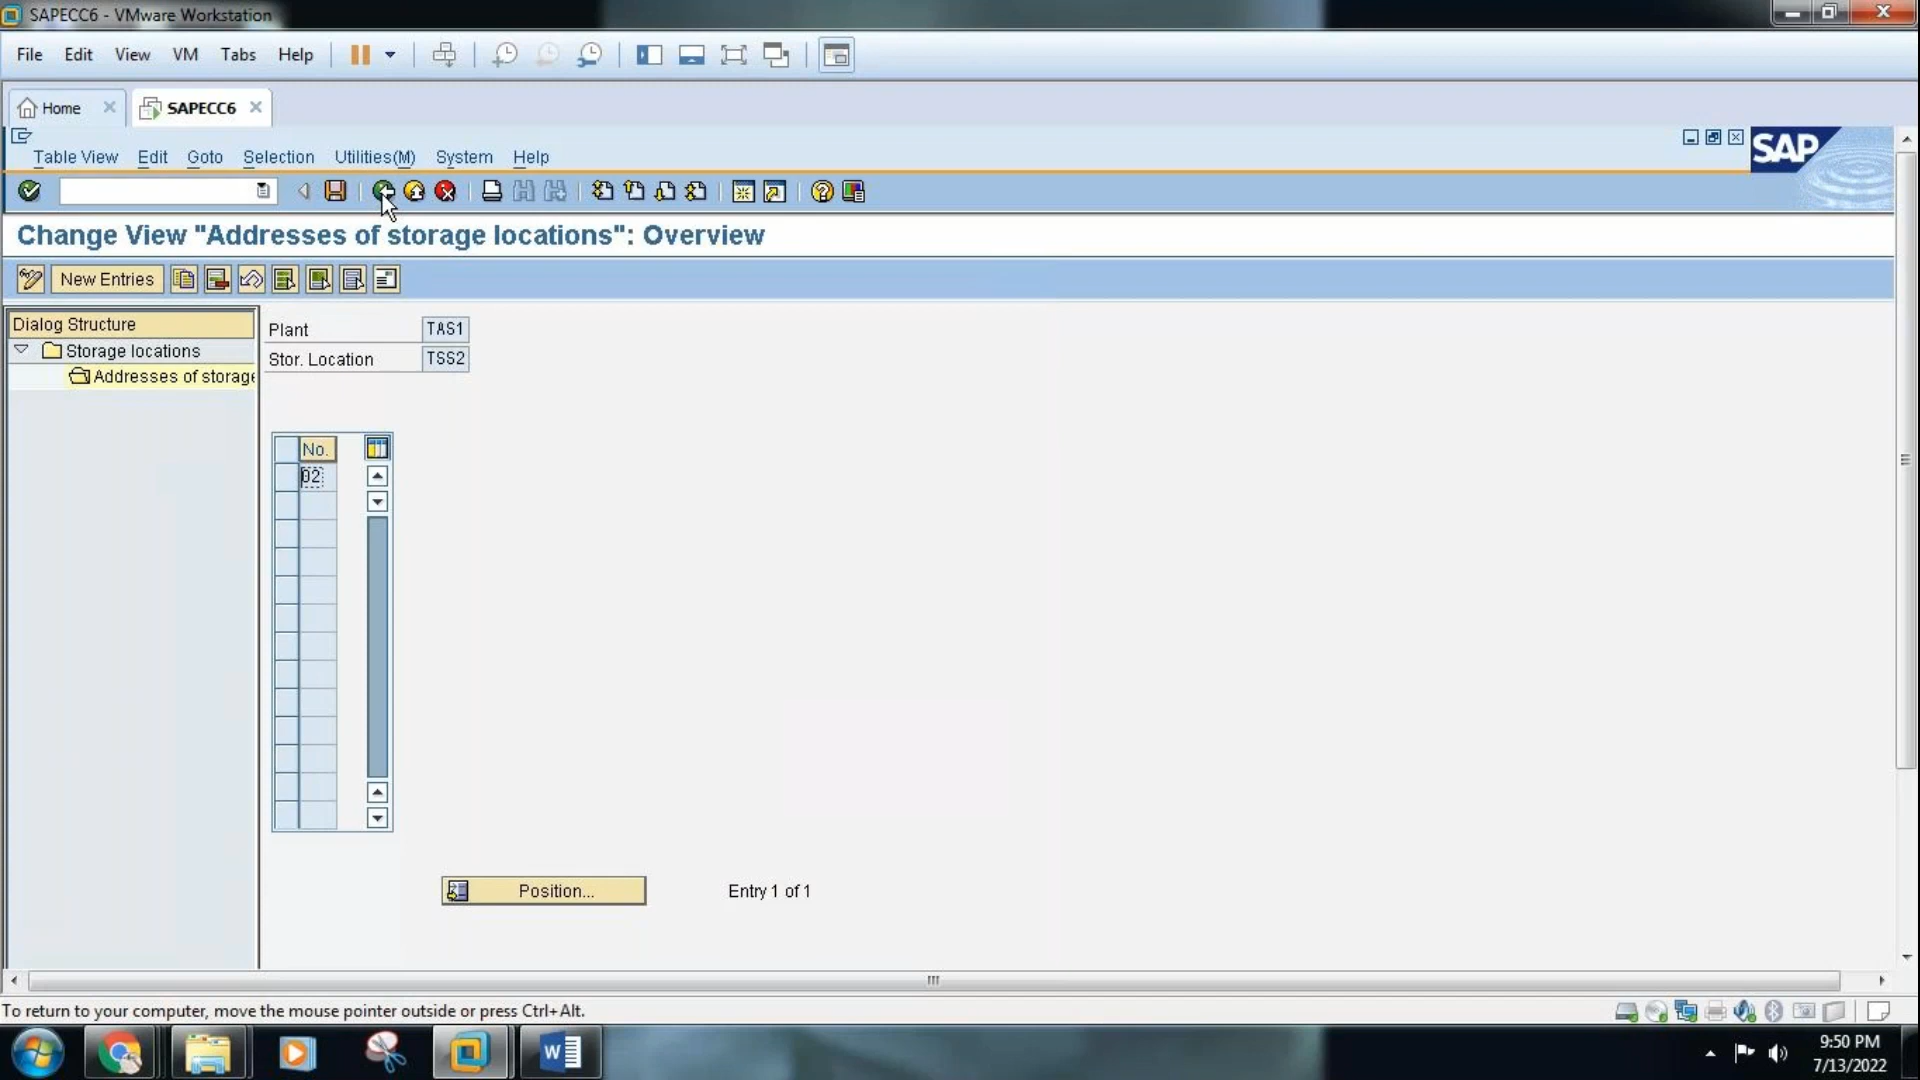 SAPECC6 - VMware Workstation
File Edit View VM Tabs Help
Home SAPECC6
Table View Edit Goto Selection Utilities(M) System Help
SAP
Change View "Addresses of storage locations": Overview
New Entries
Dialog Structure
Storage locations
Addresses of storage
Plant TAS1
Stor. Location TSS2
No.
02
Position... Entry 1 of 1
To return to your computer, move the mouse pointer outside or press Ctrl+Alt.
W
9:50 PM
7/13/2022